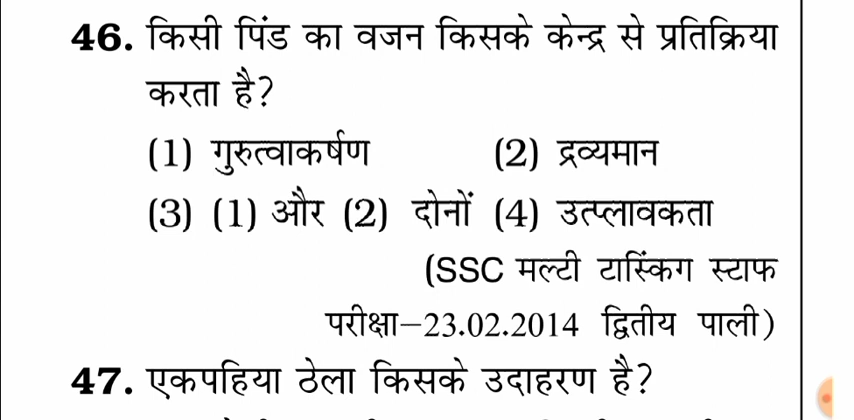 46. किसी पिंड का वजन किसके केन्द्र से प्रतिक्रिया
करता है?
(1) गुरुत्वाकर्षण (2) द्रव्यमान
(3) (1) और (2) दोनों (4) उत्प्लावकता
(SSC मल्टी टास्किंग स्टाफ
परीक्षा–23.02.2014 द्वितीय पाली)
47. एकपहिया ठेला किसके उदाहरण है?